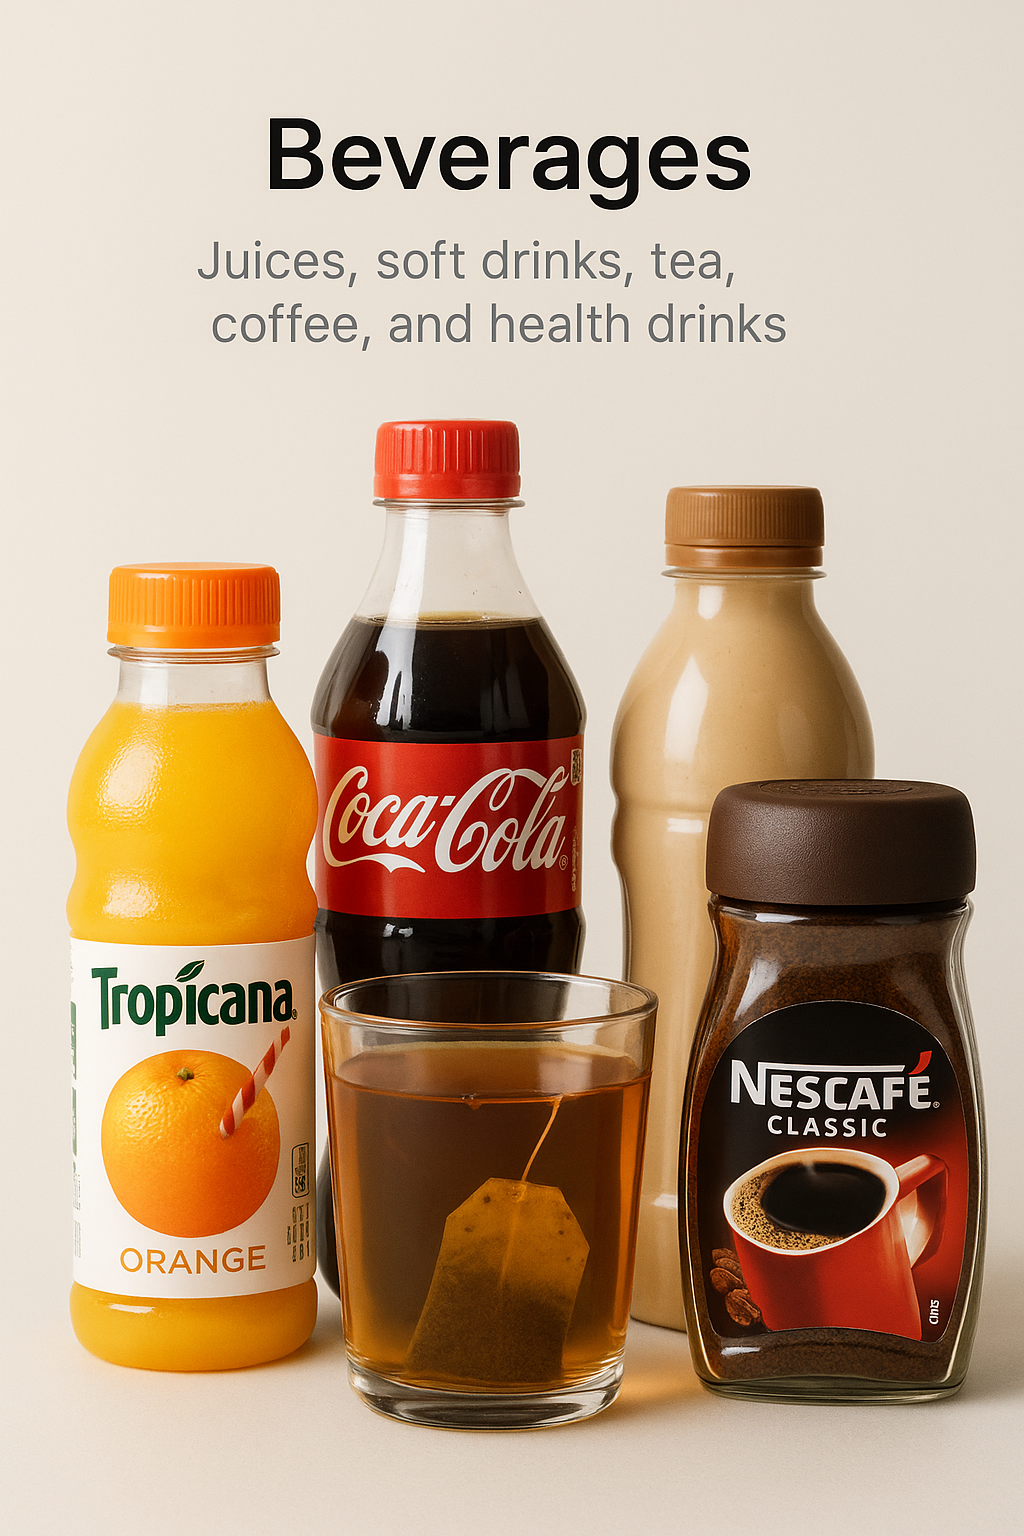 Beverages
Juices, soft drinks, tea,
coffee, and health drinks
Coca-Cola
Tropicana
ORANGE
NESCAFÉ
CLASSIC